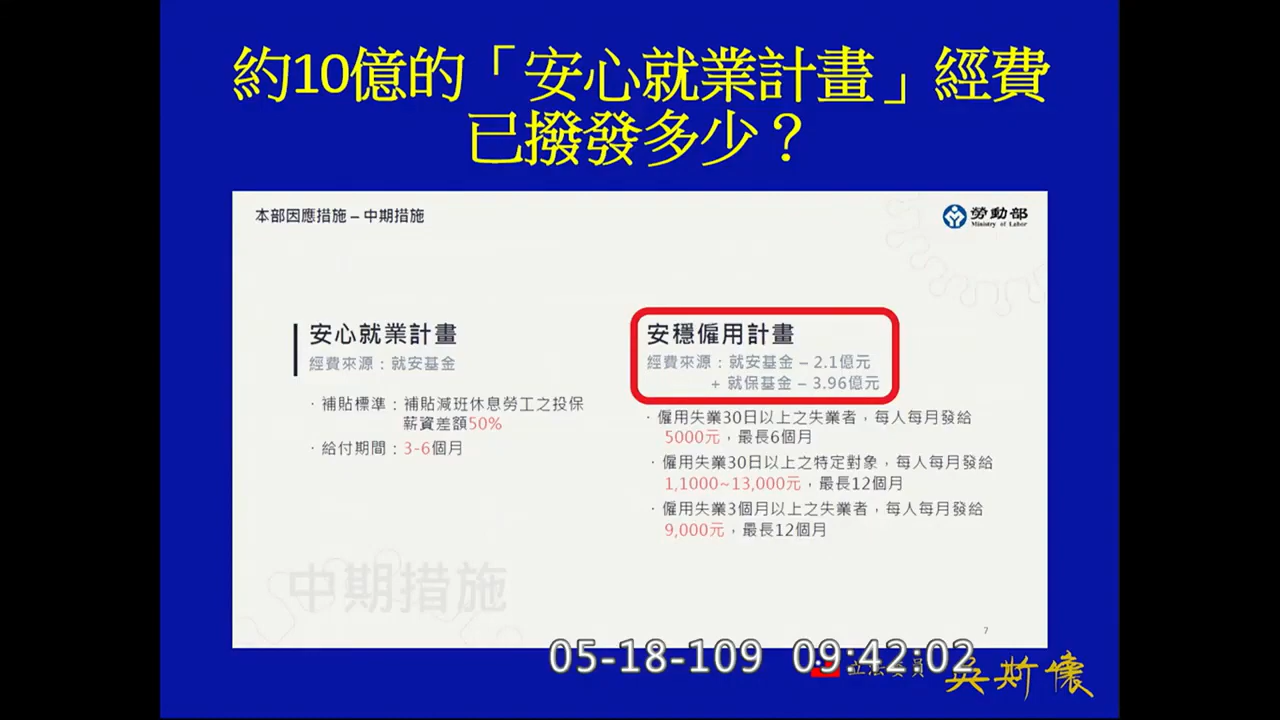 約10億的「安心就業計畫」經費
已撥發多少？
本部因應措施－中期措施
勞動部
Ministry of Labor
安心就業計畫
經費來源：就安基金
· 補貼標準：補貼減班休息勞工之投保
薪資差額50%
· 給付期間：3-6個月
安穩僱用計畫
經費來源：就安基金－2.1億元
+ 就保基金－3.96億元
· 僱用失業30日以上之失業者，每人每月發給
5000元，最長6個月
· 僱用失業30日以上之特定對象，每人每月發給
1,1000~13,000元，最長12個月
· 僱用失業3個月以上之失業者，每人每月發給
9,000元，最長12個月
中期措施
7
05-18-109 09:42:02
立法委員 吳斯懷